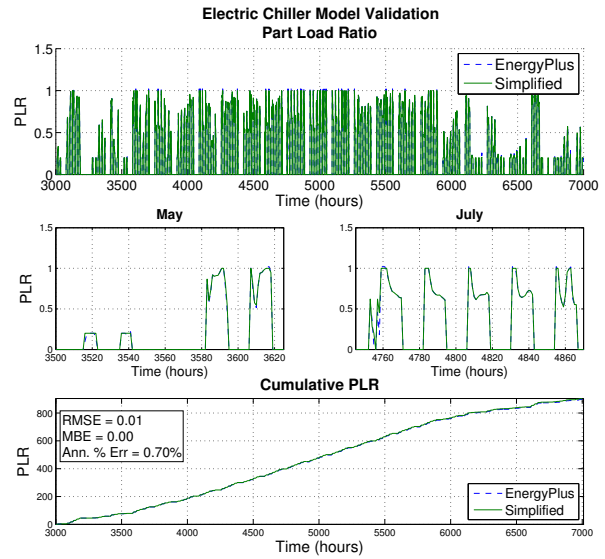 Electric Chiller Model Validation
Part Load Ratio
1.5
1
0.5
0
PLR
EnergyPlus
Simplified
3000 3500 4000 4500 5000 5500 6000 6500 7000
Time (hours)
May
1.5
1
0.5
0
PLR
3500 3520 3540 3560 3580 3600 3620
Time (hours)
July
1.5
1
0.5
0
4760 4780 4800 4820 4840 4860
Time (hours)
Cumulative PLR
800
600
400
200
0
PLR
RMSE = 0.01
MBE = 0.00
Ann. % Err = 0.70%
EnergyPlus
Simplified
3000 3500 4000 4500 5000 5500 6000 6500 7000
Time (hours)